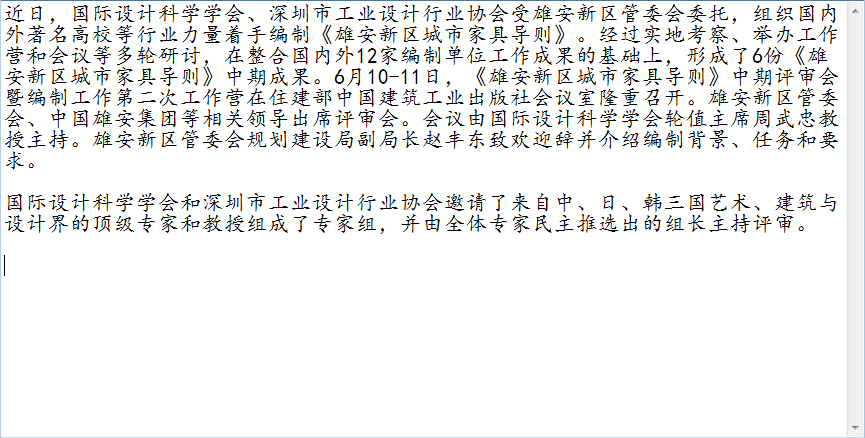 近日，国际设计科学学会、深圳市工业设计行业协会受雄安新区管委会委托，组织国内
外著名高校等行业力量着手编制《雄安新区城市家具导则》。经过实地考察、举办工作
营和会议等多轮研讨，在整合国内外12家编制单位工作成果的基础上，形成了6份《雄
安新区城市家具导则》中期成果。6月10-11日，《雄安新区城市家具导则》中期评审会
暨编制工作第二次工作营在住建部中国建筑工业出版社会议室隆重召开。雄安新区管委
会、中国雄安集团等相关领导出席评审会。会议由国际设计科学学会轮值主席周武忠教
授主持。雄安新区管委会规划建设局副局长赵丰东致欢迎辞并介绍编制背景、任务和要
求。
国际设计科学学会和深圳市工业设计行业协会邀请了来自中、日、韩三国艺术、建筑与
设计界的顶级专家和教授组成了专家组，并由全体专家民主推选出的组长主持评审。